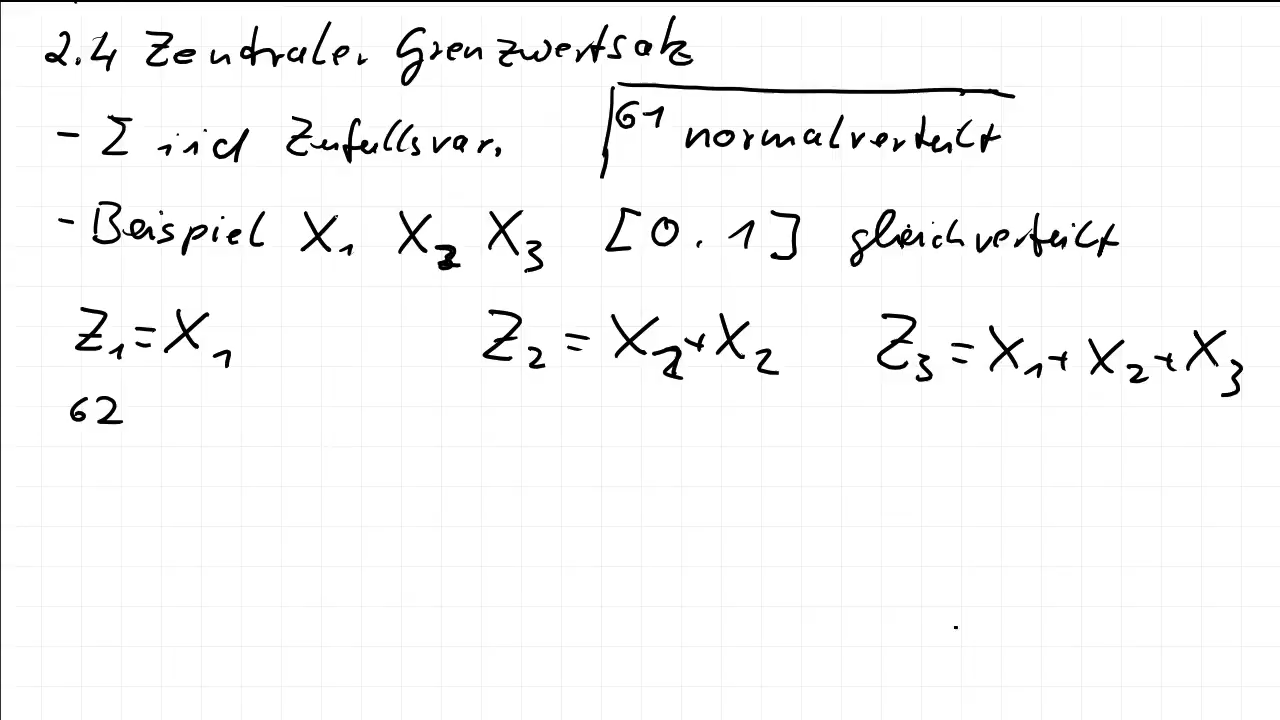 2.4 Zentraler Grenzwertsatz
- Σ iid Zufallsvar. 61 normalverteilt
- Beispiel X₁ X₂ X₃ [0.1] gleichverteilt
Z₁ = X₁ Z₂ = X₁ + X₂ Z₃ = X₁ + X₂ + X₃
62